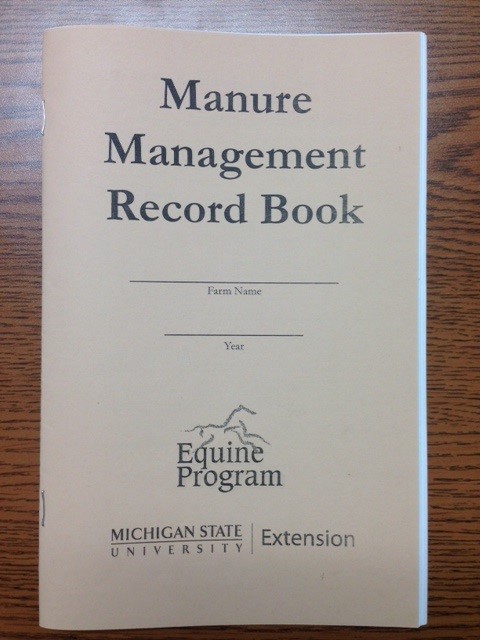 Manure
Management
Record Book
Farm Name
Year
Equine
Program
MICHIGAN STATE
UNIVERSITY
Extension